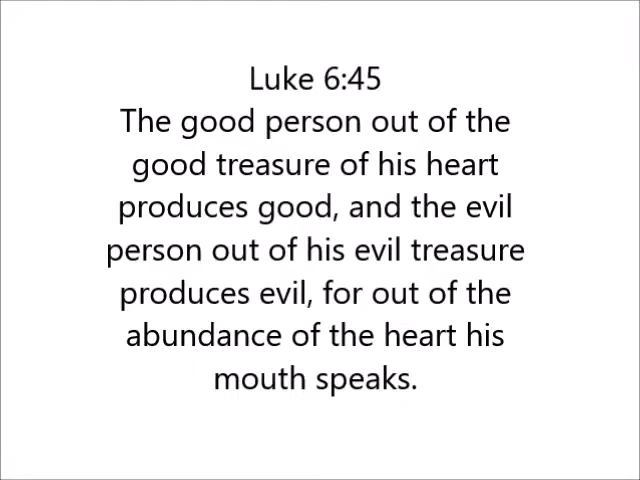 Luke 6:45
The good person out of the
good treasure of his heart
produces good, and the evil
person out of his evil treasure
produces evil, for out of the
abundance of the heart his
mouth speaks.